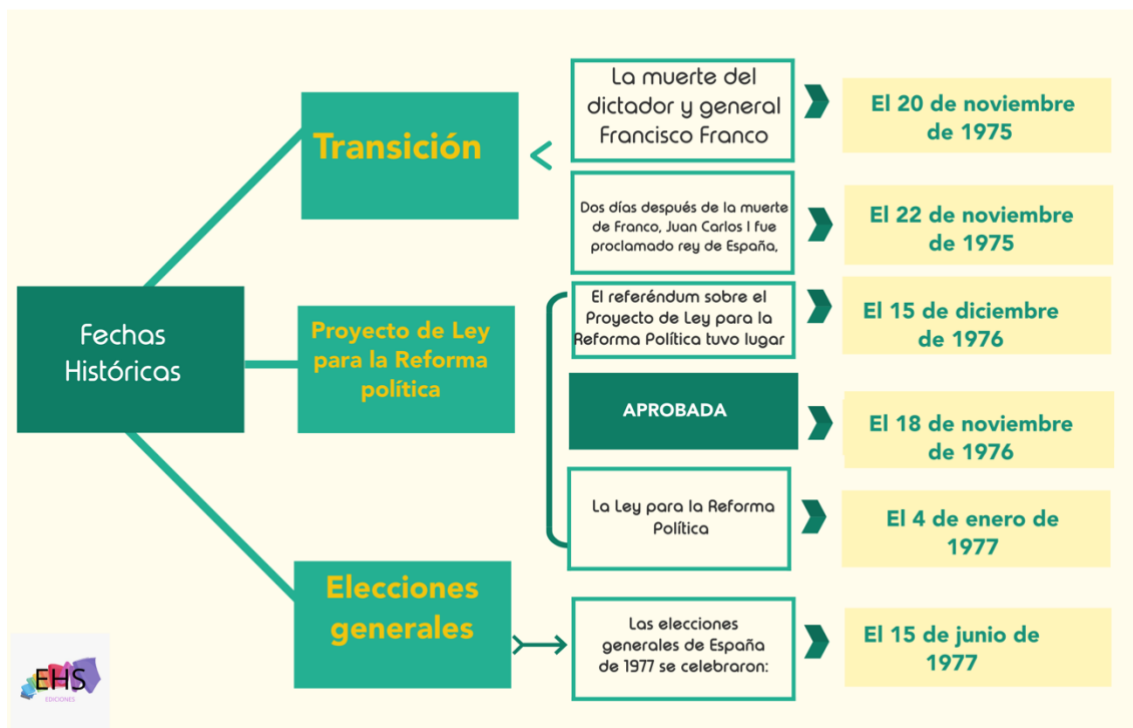 Fechas
Históricas
Transición
La muerte del
dictador y general
Francisco Franco
El 20 de noviembre
de 1975
Dos días después de la muerte
de Franco, Juan Carlos I fue
proclamado rey de España,
El 22 de noviembre
de 1975
Proyecto de Ley
para la Reforma
política
El referéndum sobre el
Proyecto de Ley para la
Reforma Política tuvo lugar
El 15 de diciembre
de 1976
APROBADA
El 18 de noviembre
de 1976
La Ley para la Reforma
Política
El 4 de enero de
1977
Elecciones
generales
Las elecciones
generales de España
de 1977 se celebraron:
El 15 de junio de
1977
EHS
EDICIONES